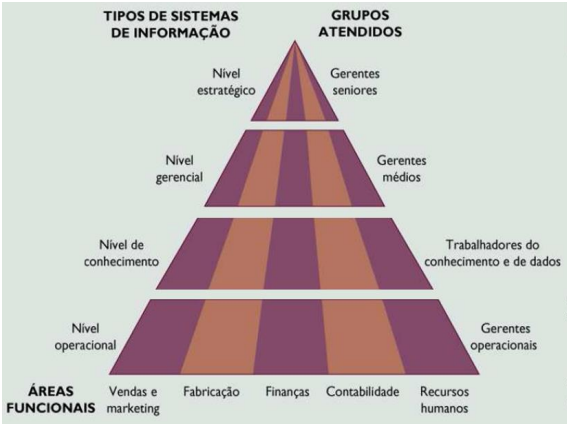 TIPOS DE SISTEMAS
DE INFORMAÇÃO
GRUPOS
ATENDIDOS
Nível
estratégico
Gerentes
seniores
Nível
gerencial
Gerentes
médios
Nível de
conhecimento
Trabalhadores do
conhecimento e de dados
Nível
operacional
Gerentes
operacionais
ÁREAS
FUNCIONAIS
Vendas e
marketing
Fabricação
Finanças
Contabilidade
Recursos
humanos